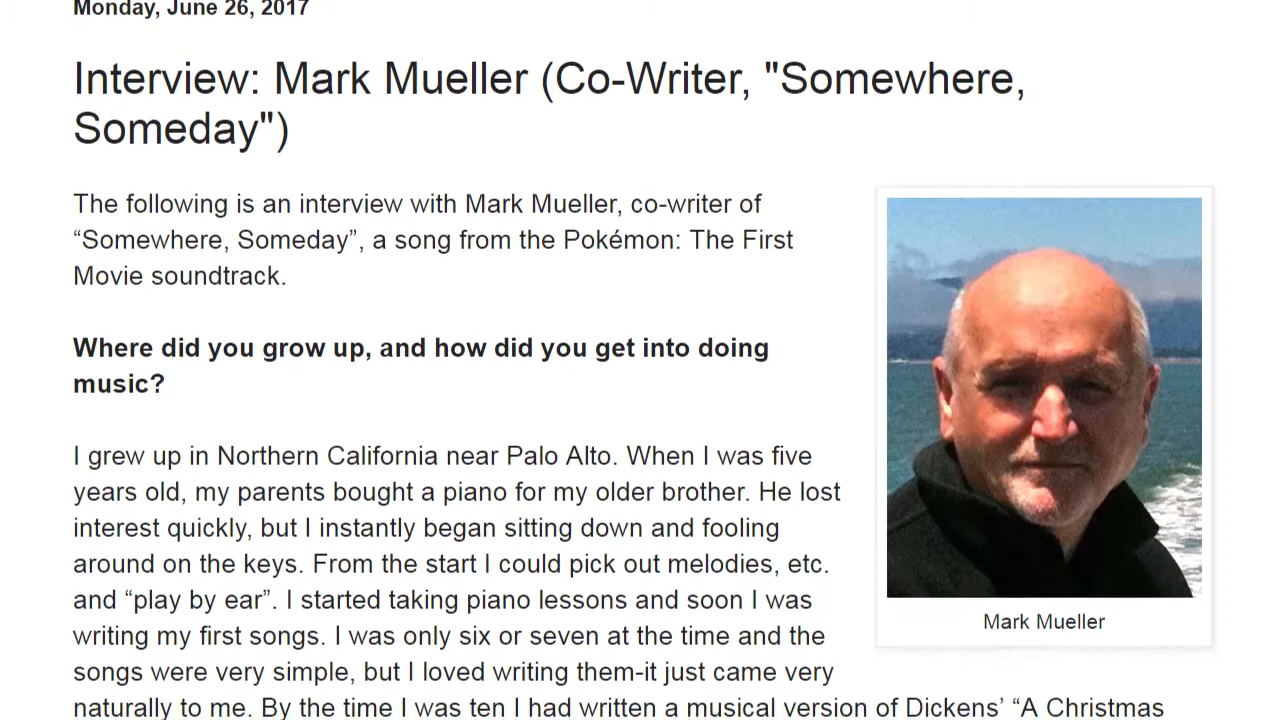 Monday, June 26, 2017
Interview: Mark Mueller (Co-Writer, "Somewhere,
Someday")
The following is an interview with Mark Mueller, co-writer of
“Somewhere, Someday”, a song from the Pokémon: The First
Movie soundtrack.
Where did you grow up, and how did you get into doing
music?
I grew up in Northern California near Palo Alto. When I was five
years old, my parents bought a piano for my older brother. He lost
interest quickly, but I instantly began sitting down and fooling
around on the keys. From the start I could pick out melodies, etc.
and “play by ear”. I started taking piano lessons and soon I was
writing my first songs. I was only six or seven at the time and the
songs were very simple, but I loved writing them-it just came very
naturally to me. By the time I was ten I had written a musical version of Dickens’ “A Christmas
Mark Mueller